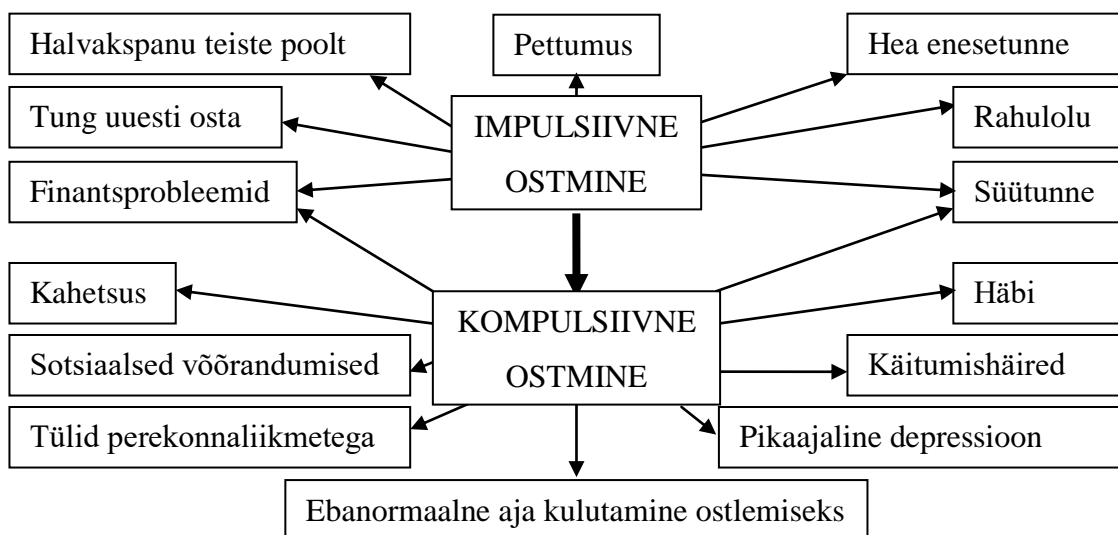 Halvakspanu teiste poolt
Pettumus
Hea enesetunne
Tung uuesti osta
IMPULSIIVNE
OSTMINE
Rahulolu
Finantsprobleemid
Süütunne
Kahetsus
KOMPULSIIVNE
OSTMINE
Häbi
Sotsiaalsed võõrandumised
Käitumishäired
Tülid perekonnaliikmetega
Pikaajaline depressioon
Ebanormaalne aja kulutamine ostlemiseks